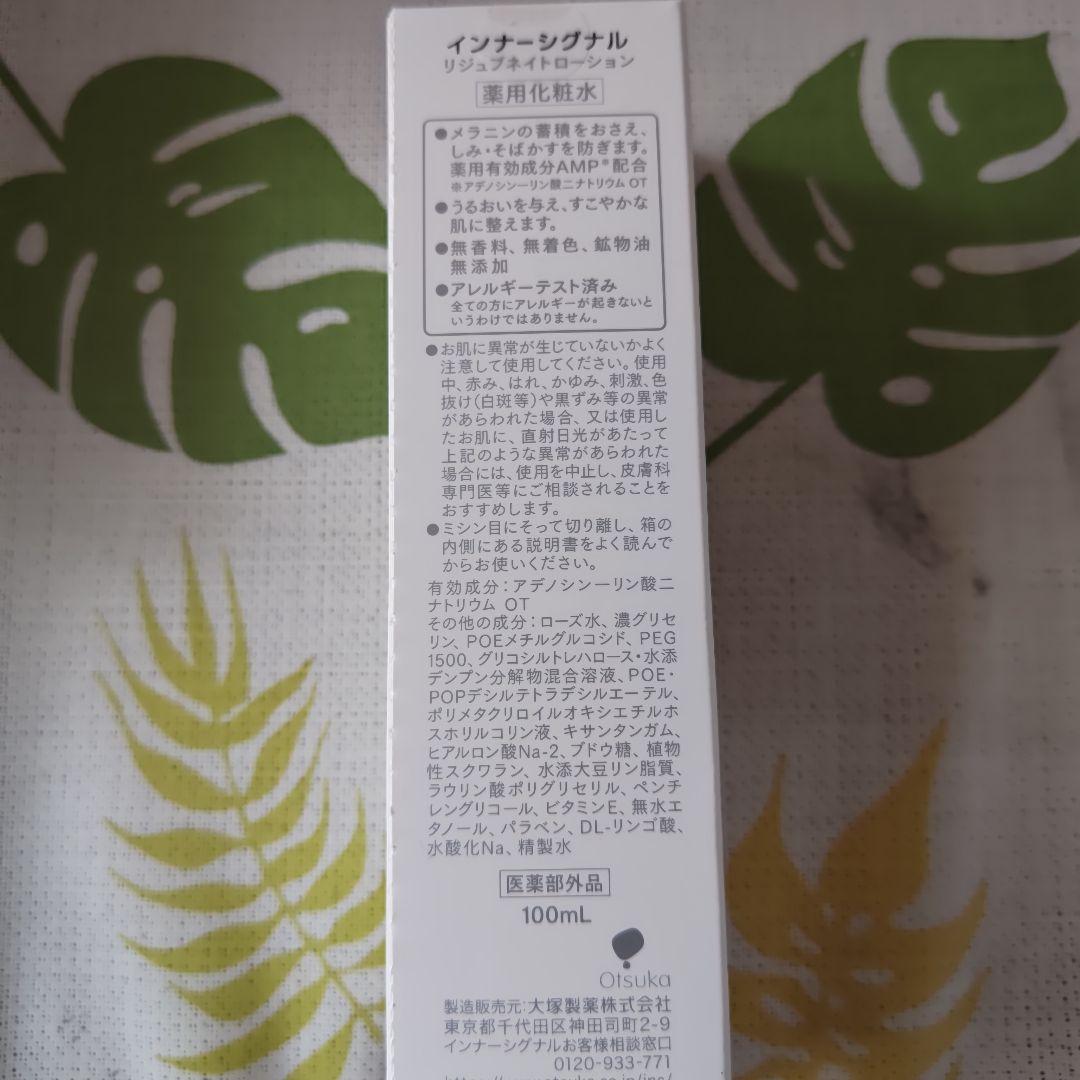 インナーシグナル
リジュブネイトローション
薬用化粧水
●メラニンの蓄積をおさえ、
しみ・そばかすを防ぎます。
薬用有効成分AMP※配合
※アデノシン一リン酸二ナトリウム OT
●うるおいを与え、すこやかな
肌に整えます。
●無香料、無着色、鉱物油
無添加
●アレルギーテスト済み
全ての方にアレルギーが起きないと
いうわけではありません。
●お肌に異常が生じていないかよく
注意して使用してください。使用
中、赤み、はれ、かゆみ、刺激、色
抜け(白斑等)や黒ずみ等の異常
があらわれた場合、又は使用し
たお肌に、直射日光があたって
上記のような異常があらわれた
場合には、使用を中止し、皮膚科
専門医等にご相談されることを
おすすめします。
●ミシン目にそって切り離し、箱の
内側にある説明書をよく読んで
からお使いください。
有効成分：アデノシン一リン酸二
ナトリウム OT
その他の成分：ローズ水、濃グリセ
リン、POEメチルグルコシド、PEG
1500、グリコシルトレハロース・水添
デンプン分解物混合溶液、POE・
POPデシルテトラデシルエーテル、
ポリメタクリロイルオキシエチルホ
スホリルコリン液、キサンタンガム、
ヒアルロン酸Na-2、ブドウ糖、植物
性スクワラン、水添大豆リン脂質、
ラウリン酸ポリグリセリル、ペンチ
レングリコール、ビタミンE、無水エ
タノール、パラベン、DL-リンゴ酸、
水酸化Na、精製水
医薬部外品
100mL
Otsuka
製造販売元：大塚製薬株式会社
東京都千代田区神田司町2-9
インナーシグナルお客様相談窓口
0120-933-771